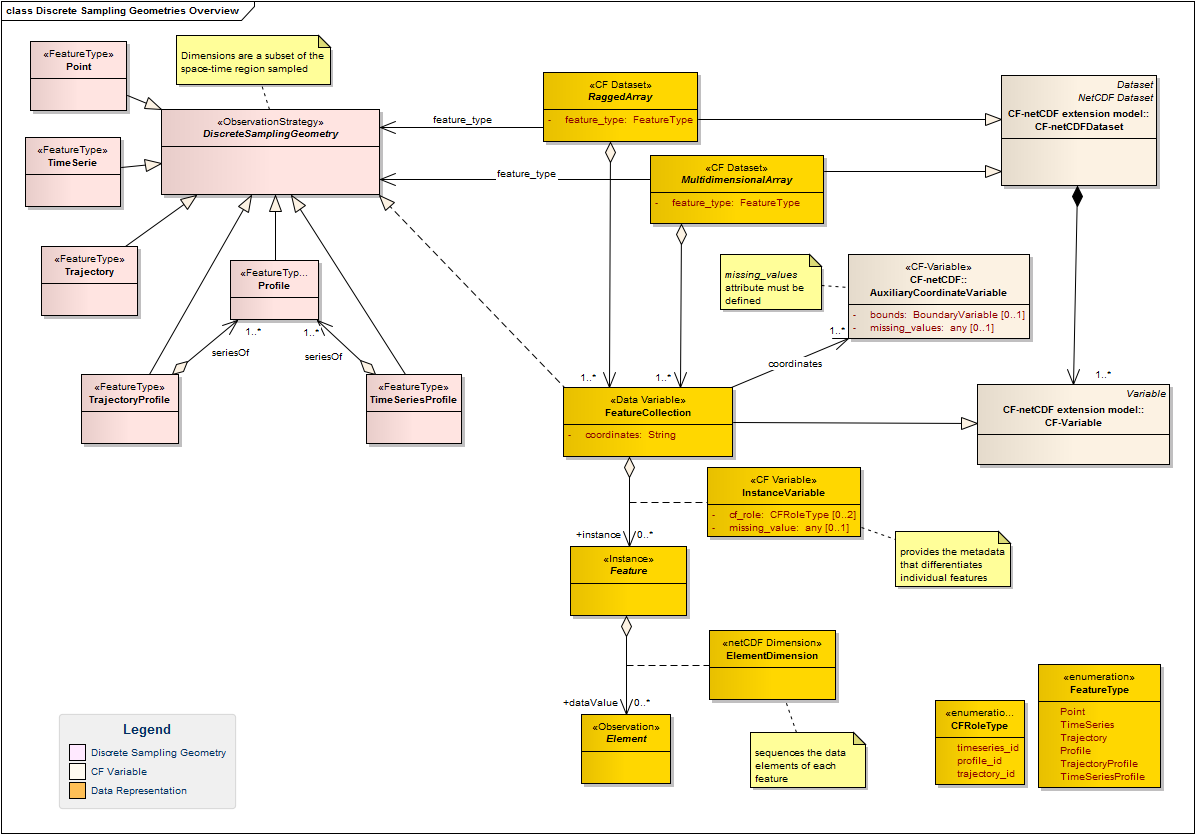 class Discrete Sampling Geometries Overview
«FeatureType»
Point
Dimensions are a subset of the
space-time region sampled
«ObservationStrategy»
DiscreteSamplingGeometry
«FeatureType»
TimeSerie
«FeatureType»
Trajectory
«FeatureTyp...
Profile
1..*
1..*
seriesOf
seriesOf
«FeatureType»
TrajectoryProfile
«FeatureType»
TimeSeriesProfile
feature_type
feature_type
«CF Dataset»
RaggedArray
- feature_type: FeatureType
«CF Dataset»
MultidimensionalArray
- feature_type: FeatureType
Dataset
NetCDF Dataset
CF-netCDF extension model::
CF-netCDFDataset
missing_values
attribute must be
defined
«CF-Variable»
CF-netCDF::
AuxiliaryCoordinateVariable
- bounds: BoundaryVariable [0..1]
- missing_values: any [0..1]
1..*
coordinates
1..*
1..*
1..*
«Data Variable»
FeatureCollection
- coordinates: String
Variable
CF-netCDF extension model::
CF-Variable
«CF Variable»
InstanceVariable
- cf_role: CFRoleType [0..2]
- missing_value: any [0..1]
provides the metadata
that differentiates
individual features
+instance
0..*
«Instance»
Feature
«netCDF Dimension»
ElementDimension
+dataValue
0..*
«Observation»
Element
sequences the data
elements of each
feature
«enumeratio...
CFRoleType
timeseries_id
profile_id
trajectory_id
«enumeration»
FeatureType
Point
TimeSeries
Trajectory
Profile
TrajectoryProfile
TimeSeriesProfile
Legend
Discrete Sampling Geometry
CF Variable
Data Representation